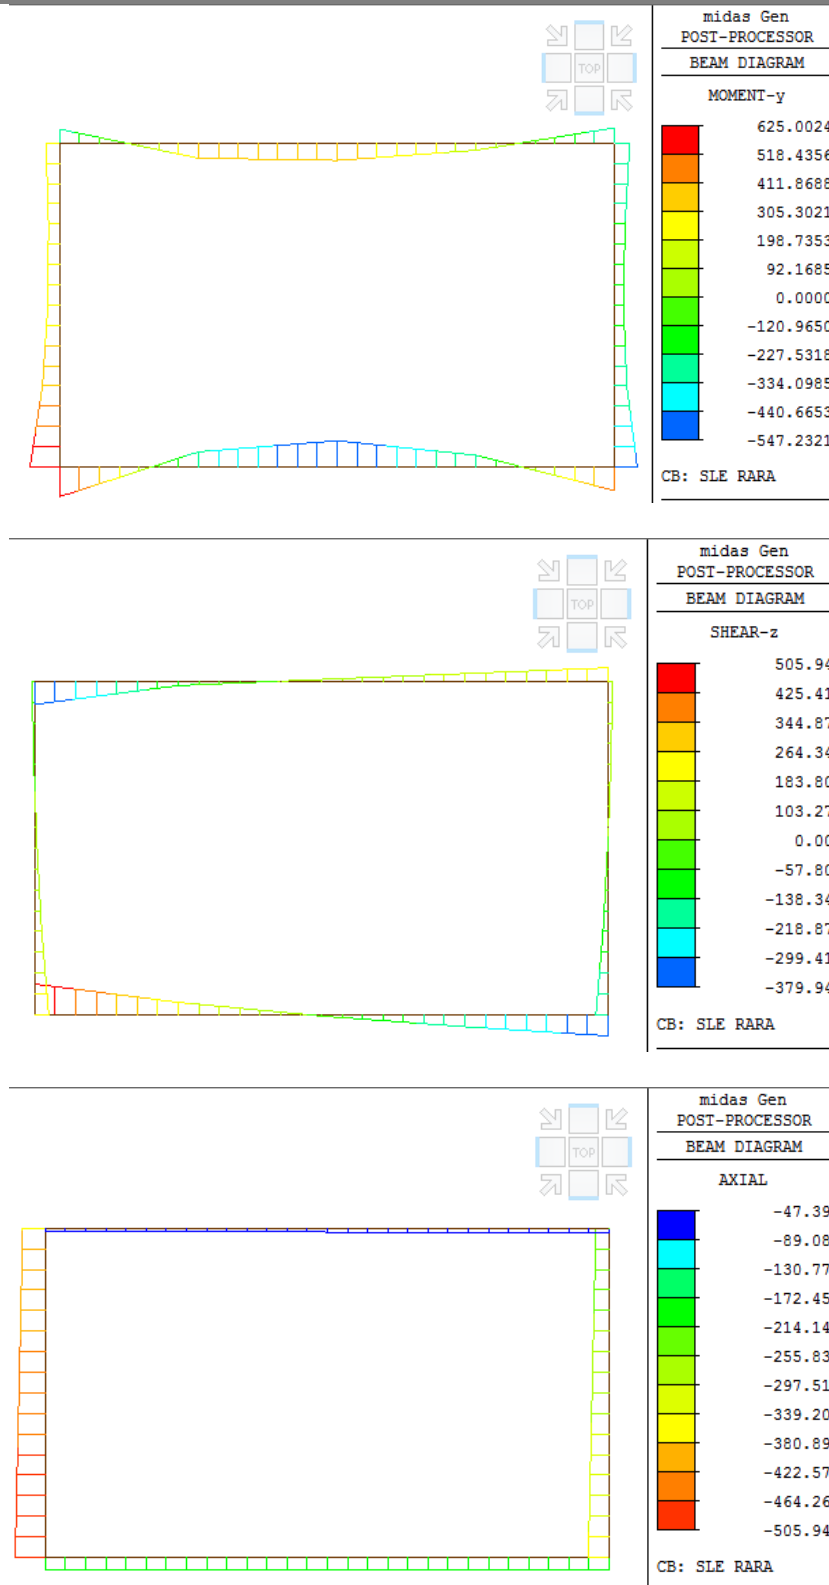 midas Gen
POST-PROCESSOR
BEAM DIAGRAM
MOMENT-y
625.0024
518.4356
411.8688
305.3021
198.7353
92.1685
0.0000
-120.9650
-227.5318
-334.0985
-440.6653
-547.2321
CB: SLE RARA
TOP
midas Gen
POST-PROCESSOR
BEAM DIAGRAM
SHEAR-z
505.94
425.41
344.87
264.34
183.80
103.27
0.00
-57.80
-138.34
-218.87
-299.41
-379.94
CB: SLE RARA
TOP
midas Gen
POST-PROCESSOR
BEAM DIAGRAM
AXIAL
-47.39
-89.08
-130.77
-172.45
-214.14
-255.83
-297.51
-339.20
-380.89
-422.57
-464.26
-505.94
CB: SLE RARA
TOP